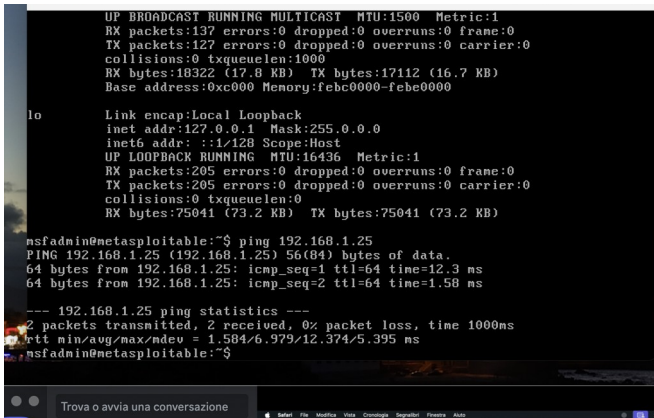 UP BROADCAST RUNNING MULTICAST  MTU:1500  Metric:1
RX packets:137 errors:0 dropped:0 overruns:0 frame:0
TX packets:127 errors:0 dropped:0 overruns:0 carrier:0
collisions:0 txqueuelen:1000
RX bytes:18322 (17.8 KB)  TX bytes:17112 (16.7 KB)
Base address:0xc000 Memory:febc0000-febe0000
lo        Link encap:Local Loopback
inet addr:127.0.0.1  Mask:255.0.0.0
inet6 addr: ::1/128 Scope:Host
UP LOOPBACK RUNNING  MTU:16436  Metric:1
RX packets:205 errors:0 dropped:0 overruns:0 frame:0
TX packets:205 errors:0 dropped:0 overruns:0 carrier:0
collisions:0 txqueuelen:0
RX bytes:75041 (73.2 KB)  TX bytes:75041 (73.2 KB)
msfadmin@metasploitable:~$ ping 192.168.1.25
PING 192.168.1.25 (192.168.1.25) 56(84) bytes of data.
64 bytes from 192.168.1.25: icmp_seq=1 ttl=64 time=12.3 ms
64 bytes from 192.168.1.25: icmp_seq=2 ttl=64 time=1.58 ms
--- 192.168.1.25 ping statistics ---
2 packets transmitted, 2 received, 0% packet loss, time 1000ms
rtt min/avg/max/mdev = 1.584/6.979/12.374/5.395 ms
msfadmin@metasploitable:~$
Trova o avvia una conversazione
Safari File Modifica Vista Cronologia Segnalibri Finestra Aiuto